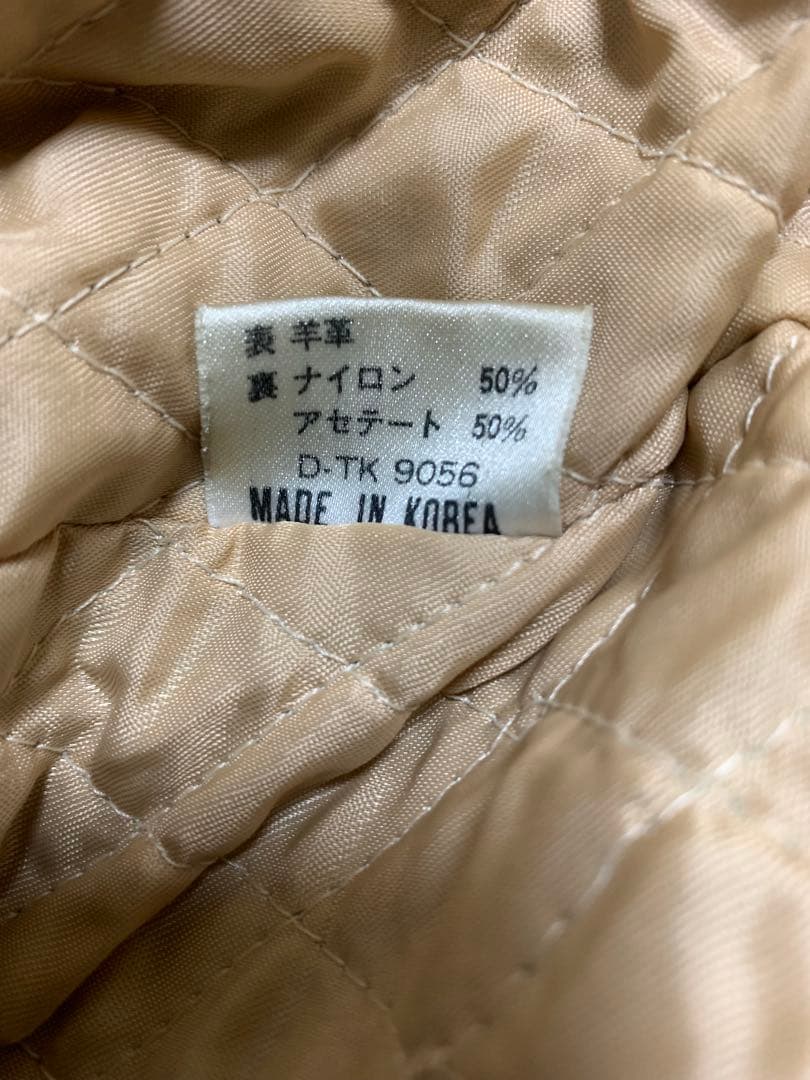 表 羊革
裏 ナイロン 50%
アセテート 50%
D-TK 9056
MADE IN KOREA